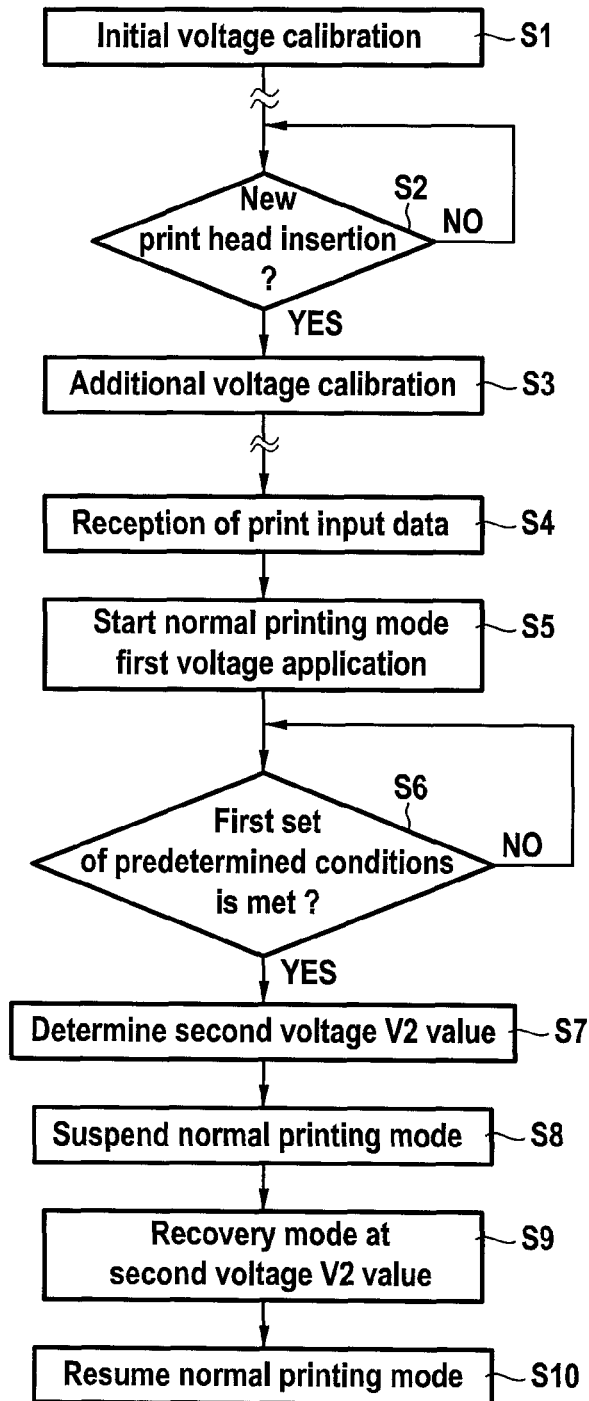 Initial voltage calibration S1
S2
New
print head insertion
?
NO
YES
Additional voltage calibration S3
Reception of print input data S4
Start normal printing mode S5
first voltage application
S6
First set
of predetermined conditions
is met ?
NO
YES
Determine second voltage V2 value S7
Suspend normal printing mode S8
Recovery mode at S9
second voltage V2 value
Resume normal printing mode S10